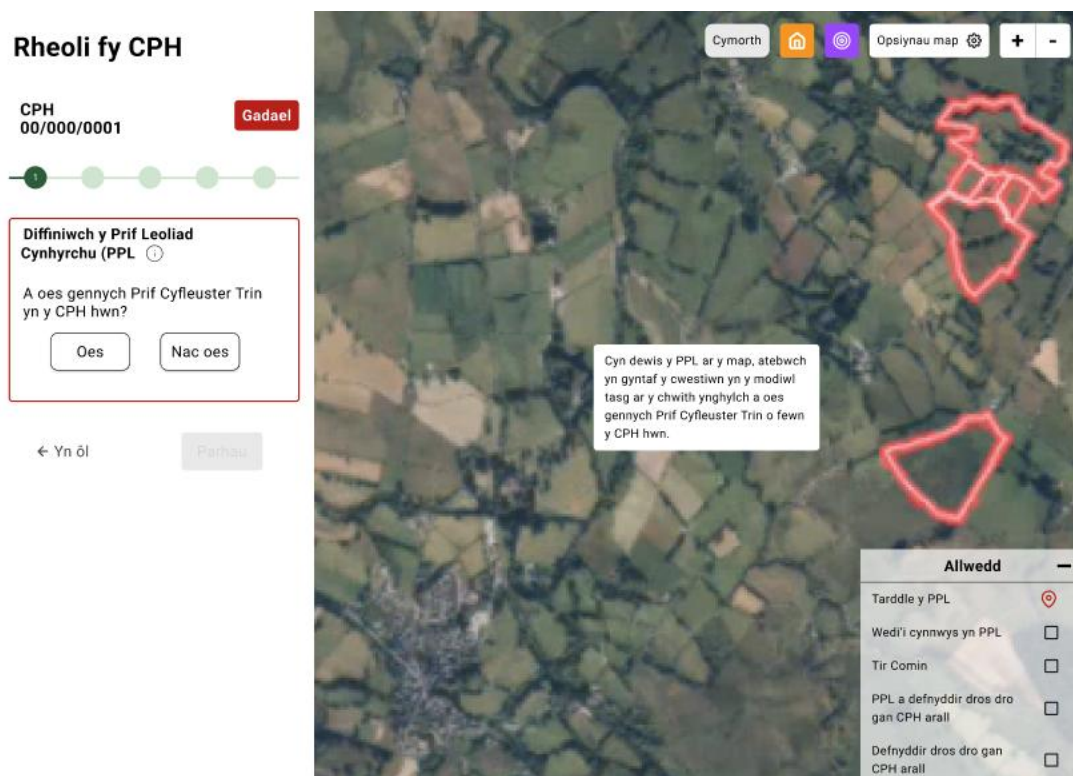 Rheoli fy CPH
CPH
00/000/0001
Gadael
1
Diffiniwch y Prif Leoliad
Cynhyrchu (PPL
A oes gennych Prif Cyfleuster Trin
yn y CPH hwn?
Oes
Nac oes
← Yn ôl
Parhau
Cymorth
Opsiynau map
+
-
Cyn dewis y PPL ar y map, atebwch
yn gyntaf y cwestiwn yn y modiwl
tasg ar y chwith ynghylch a oes
gennych Prif Cyfleuster Trin o fewn
y CPH hwn.
Allwedd
Tarddle y PPL
Wedi'i cynnwys yn PPL
Tir Comin
PPL a defnyddir dros dro
gan CPH arall
Defnyddir dros dro gan
CPH arall